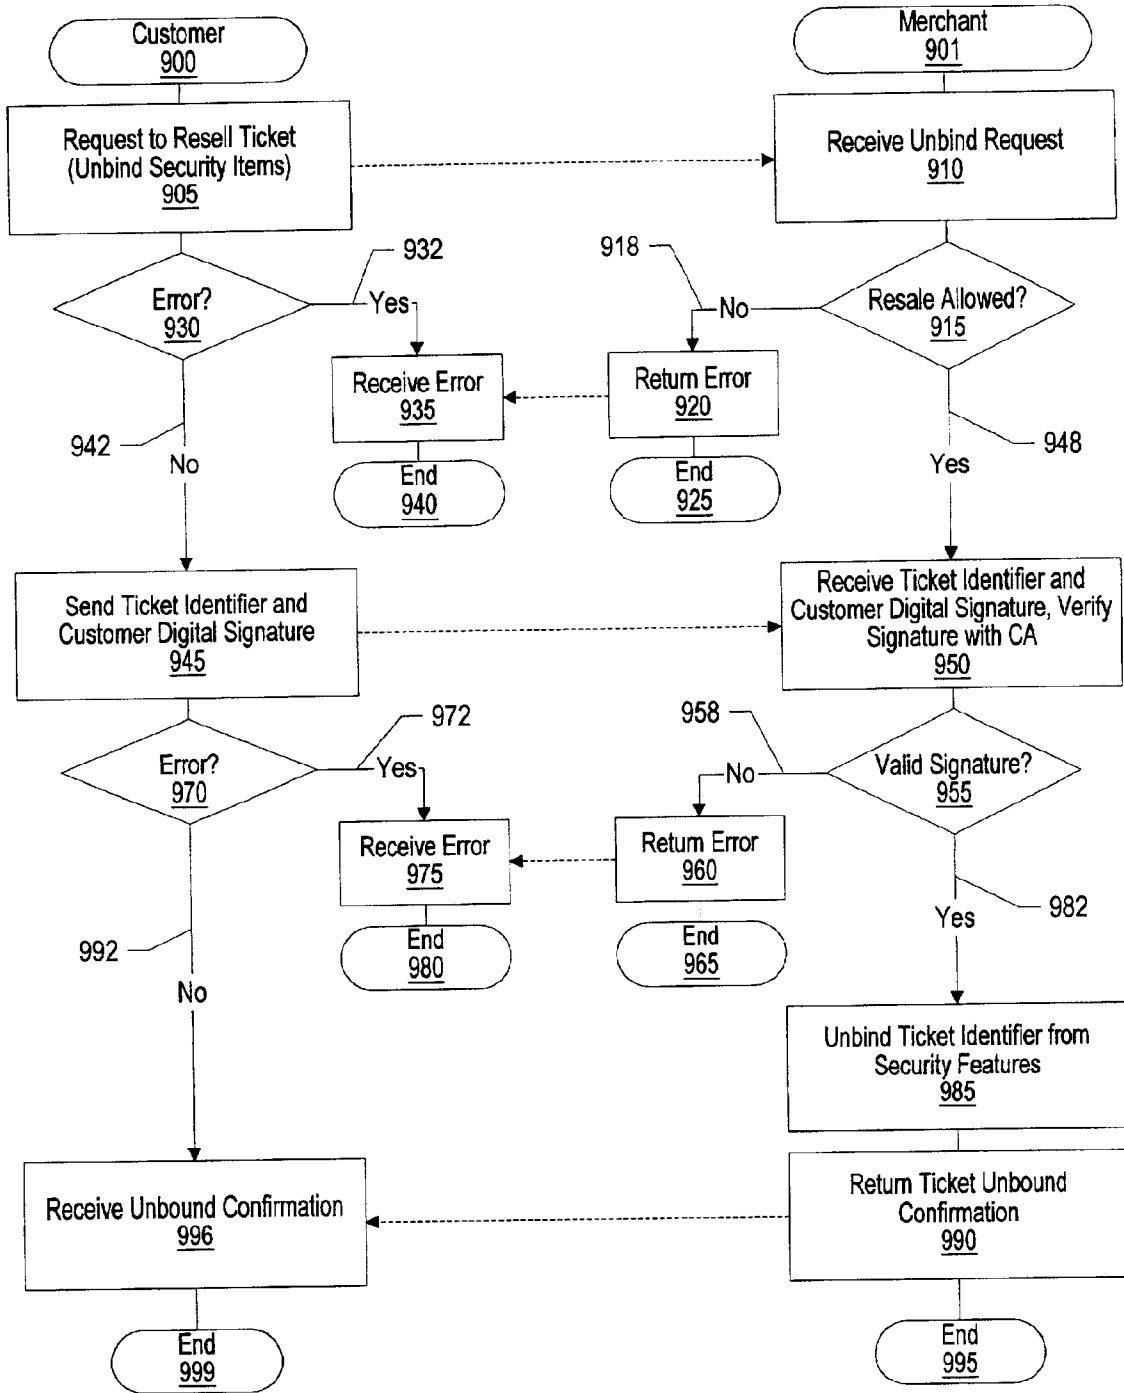 Customer
900
Merchant
901
Request to Resell Ticket
(Unbind Security Items)
905
Receive Unbind Request
910
932
918
Error?
930
Yes
No
Resale Allowed?
915
Receive Error
935
Return Error
920
942
No
948
Yes
End
940
End
925
Send Ticket Identifier and
Customer Digital Signature
945
Receive Ticket Identifier and
Customer Digital Signature, Verify
Signature with CA
950
972
958
Error?
970
Yes
No
Valid Signature?
955
Receive Error
975
Return Error
960
982
Yes
992
No
End
980
End
965
Unbind Ticket Identifier from
Security Features
985
Receive Unbound Confirmation
996
Return Ticket Unbound
Confirmation
990
End
999
End
995